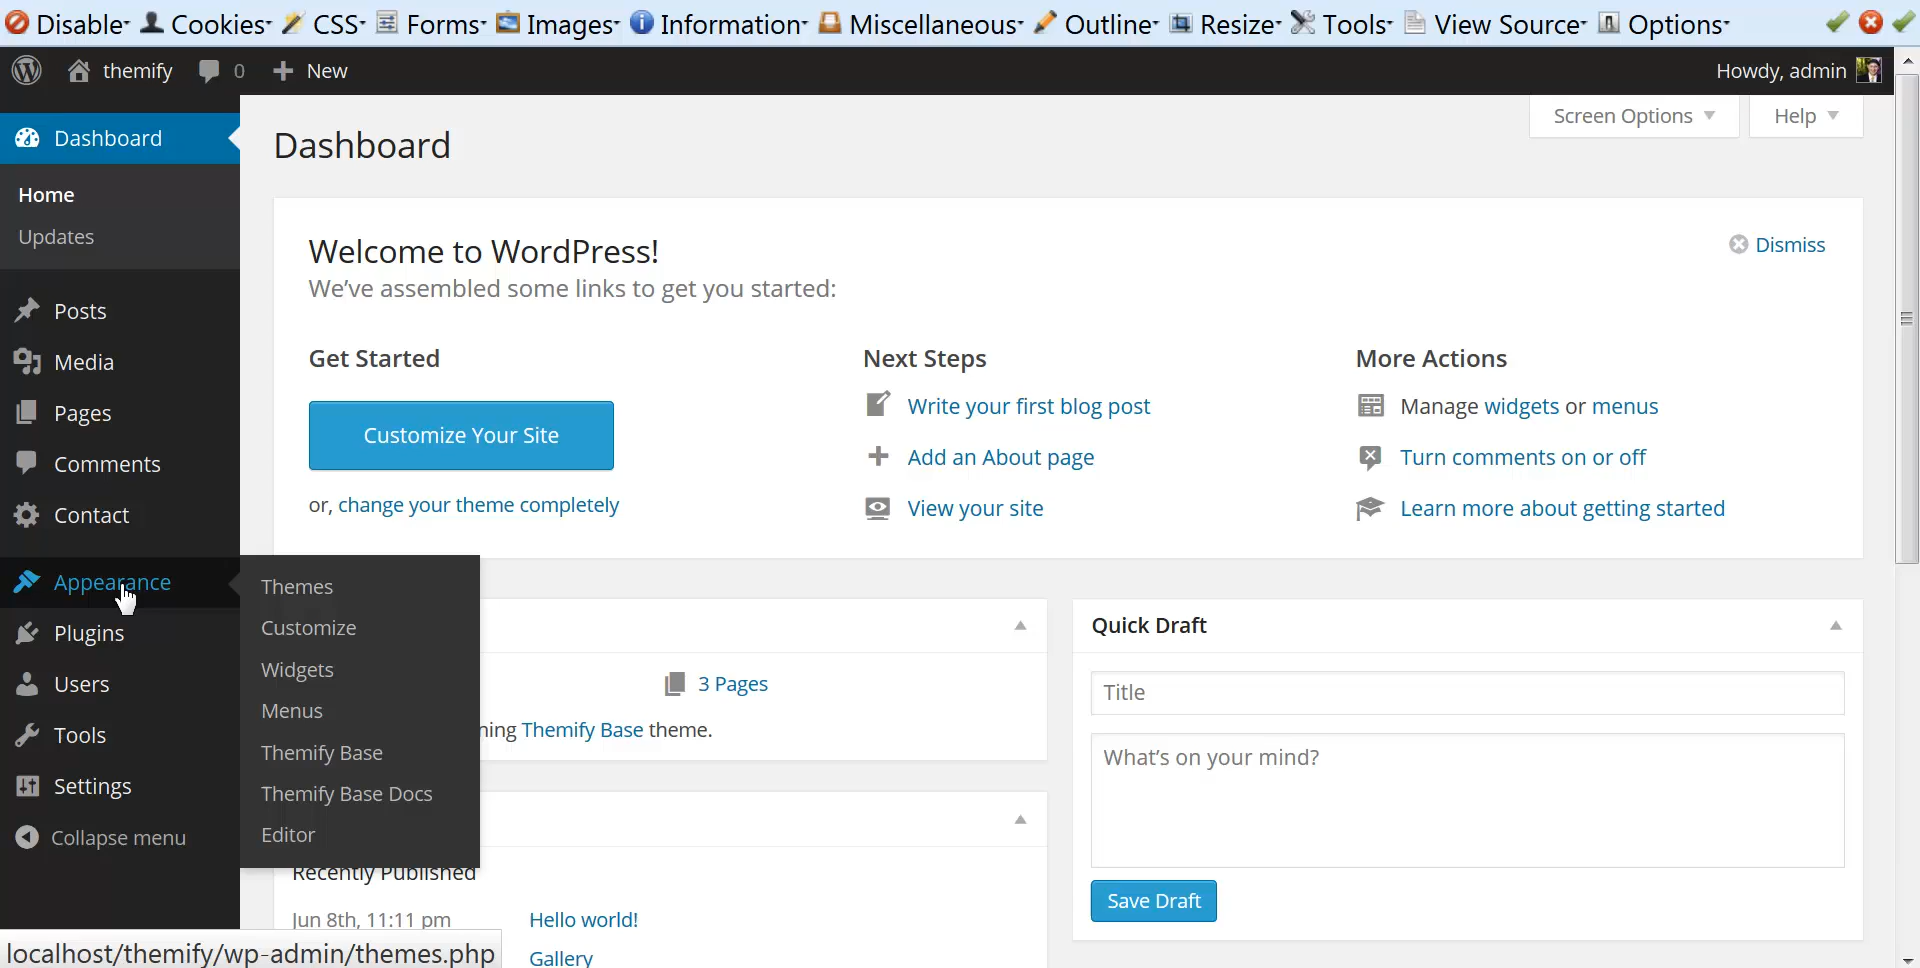 Disable Cookies CSS Forms Images Information Miscellaneous Outline Resize Tools View Source Options
themify 0 New Howdy, admin
Screen Options Help
Dashboard
Home
Updates
Posts
Media
Pages
Comments
Contact
Appearance
Plugins
Users
Tools
Settings
Collapse menu
Themes
Customize
Widgets
Menus
Themify Base
Themify Base Docs
Editor
Dashboard
Welcome to WordPress!
Dismiss
We've assembled some links to get you started:
Get Started
Customize Your Site
or, change your theme completely
Next Steps
Write your first blog post
Add an About page
View your site
More Actions
Manage widgets or menus
Turn comments on or off
Learn more about getting started
3 Pages
ning Themify Base theme.
Recently Published
Jun 8th, 11:11 pm Hello world!
Gallery
Quick Draft
Title
What's on your mind?
Save Draft
localhost/themify/wp-admin/themes.php